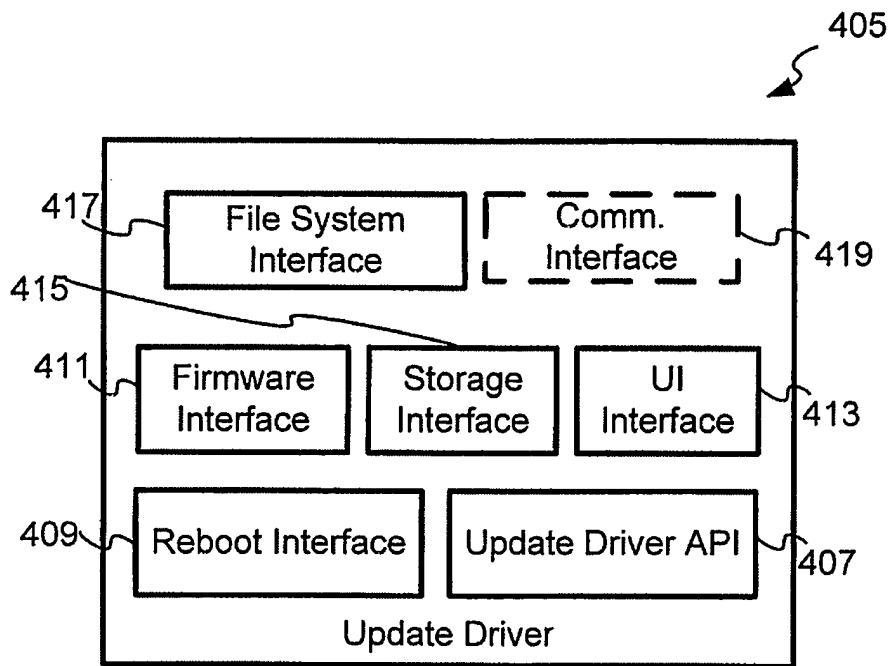 405
417
File System
Interface
Comm.
Interface
419
415
411
Firmware
Interface
Storage
Interface
UI
Interface
413
409
Reboot Interface
Update Driver API
407
Update Driver